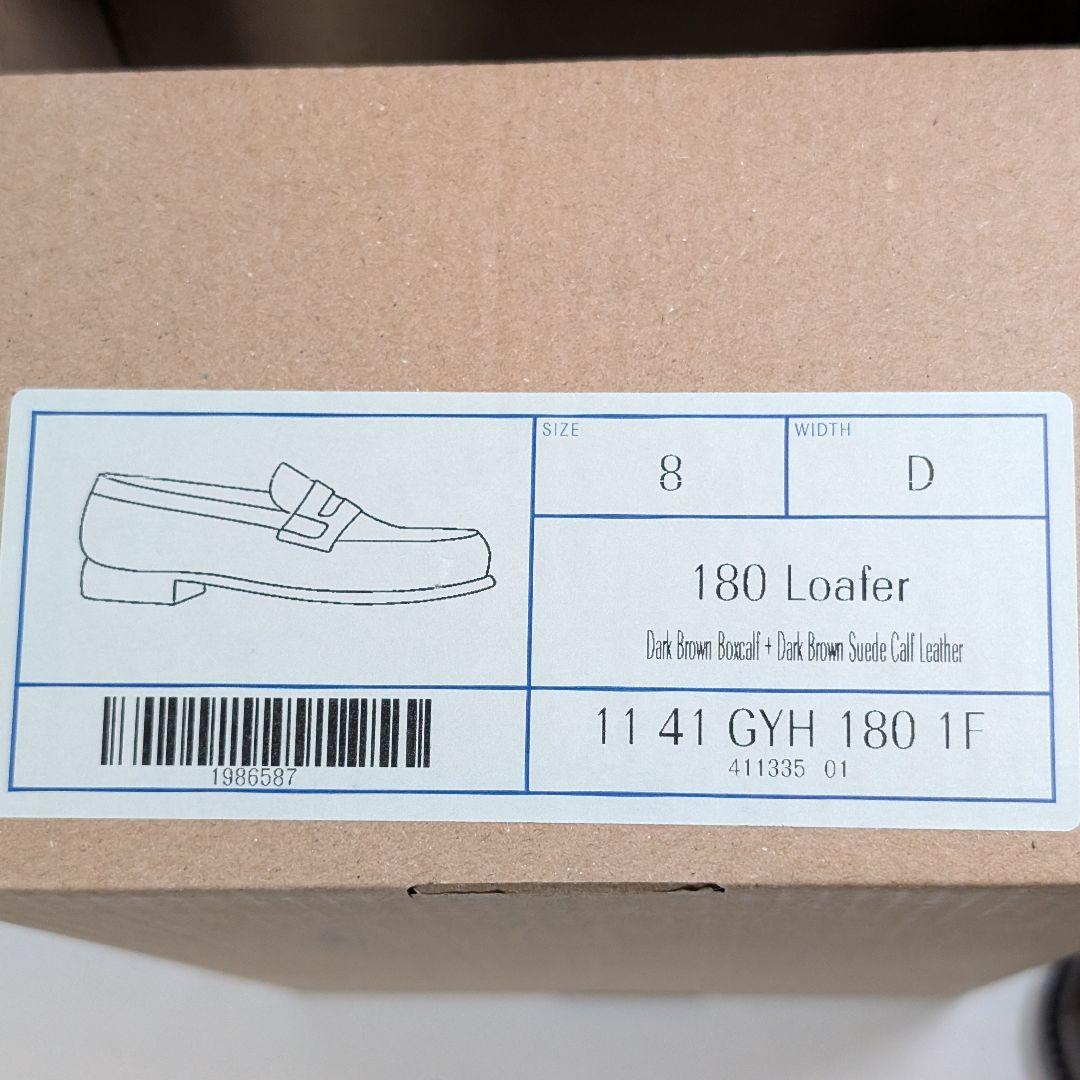 SIZE
8
WIDTH
D
180 Loafer
Dark Brown Boxcalf + Dark Brown Suede Calf Leather
1986587
11 41 GYH 180 1F
411335 01